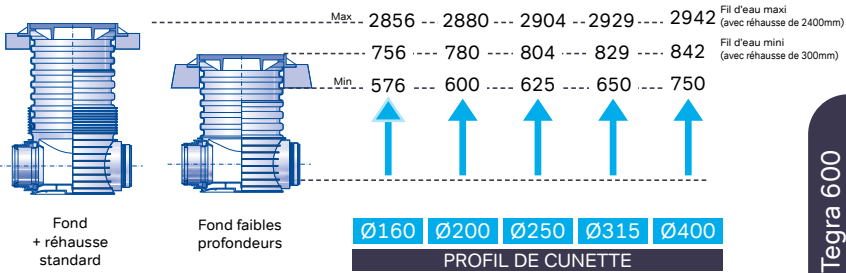 Max 2856 2880 2904 2929 2942 Fil d'eau maxi
(avec réhausse de 2400mm)
756 780 804 829 842 Fil d'eau mini
(avec réhausse de 300mm)
Min 576 600 625 650 750
Fond
+ réhausse
standard
Fond faibles
profondeurs
Ø160 Ø200 Ø250 Ø315 Ø400
PROFIL DE CUNETTE
Tegra 600